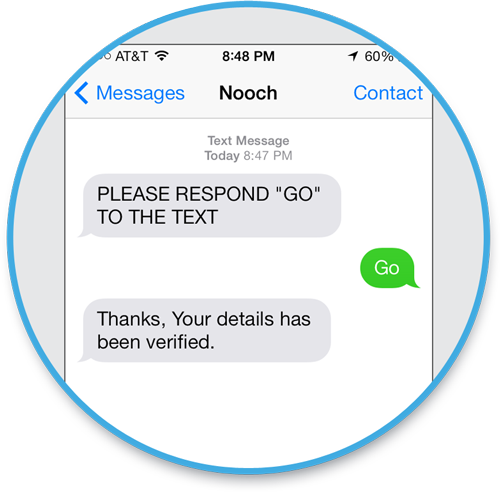 AT&T 8:48 PM 60%
Messages Nooch Contact
Text Message
Today 8:47 PM
PLEASE RESPOND "GO"
TO THE TEXT
Go
Thanks, Your details has
been verified.